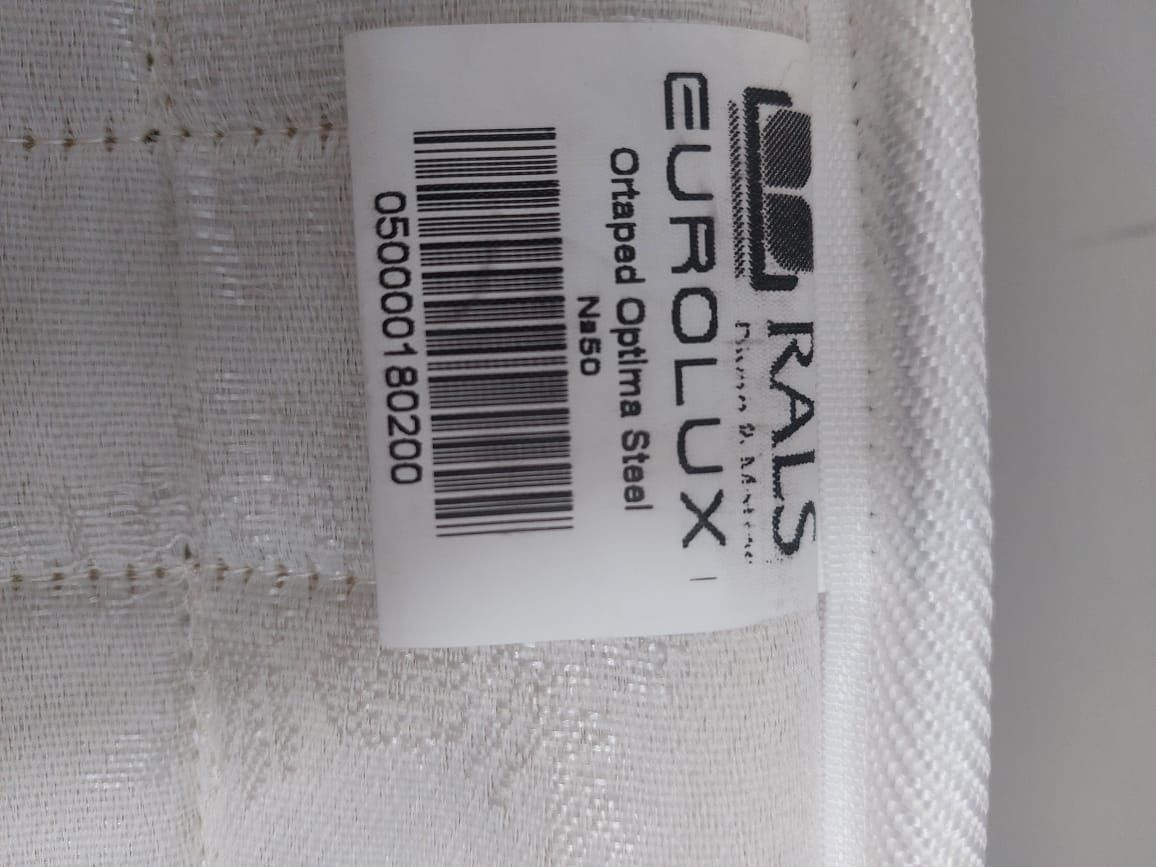 RALS
EUROLUX
Ortaped Optima Steel
№50
050000180200